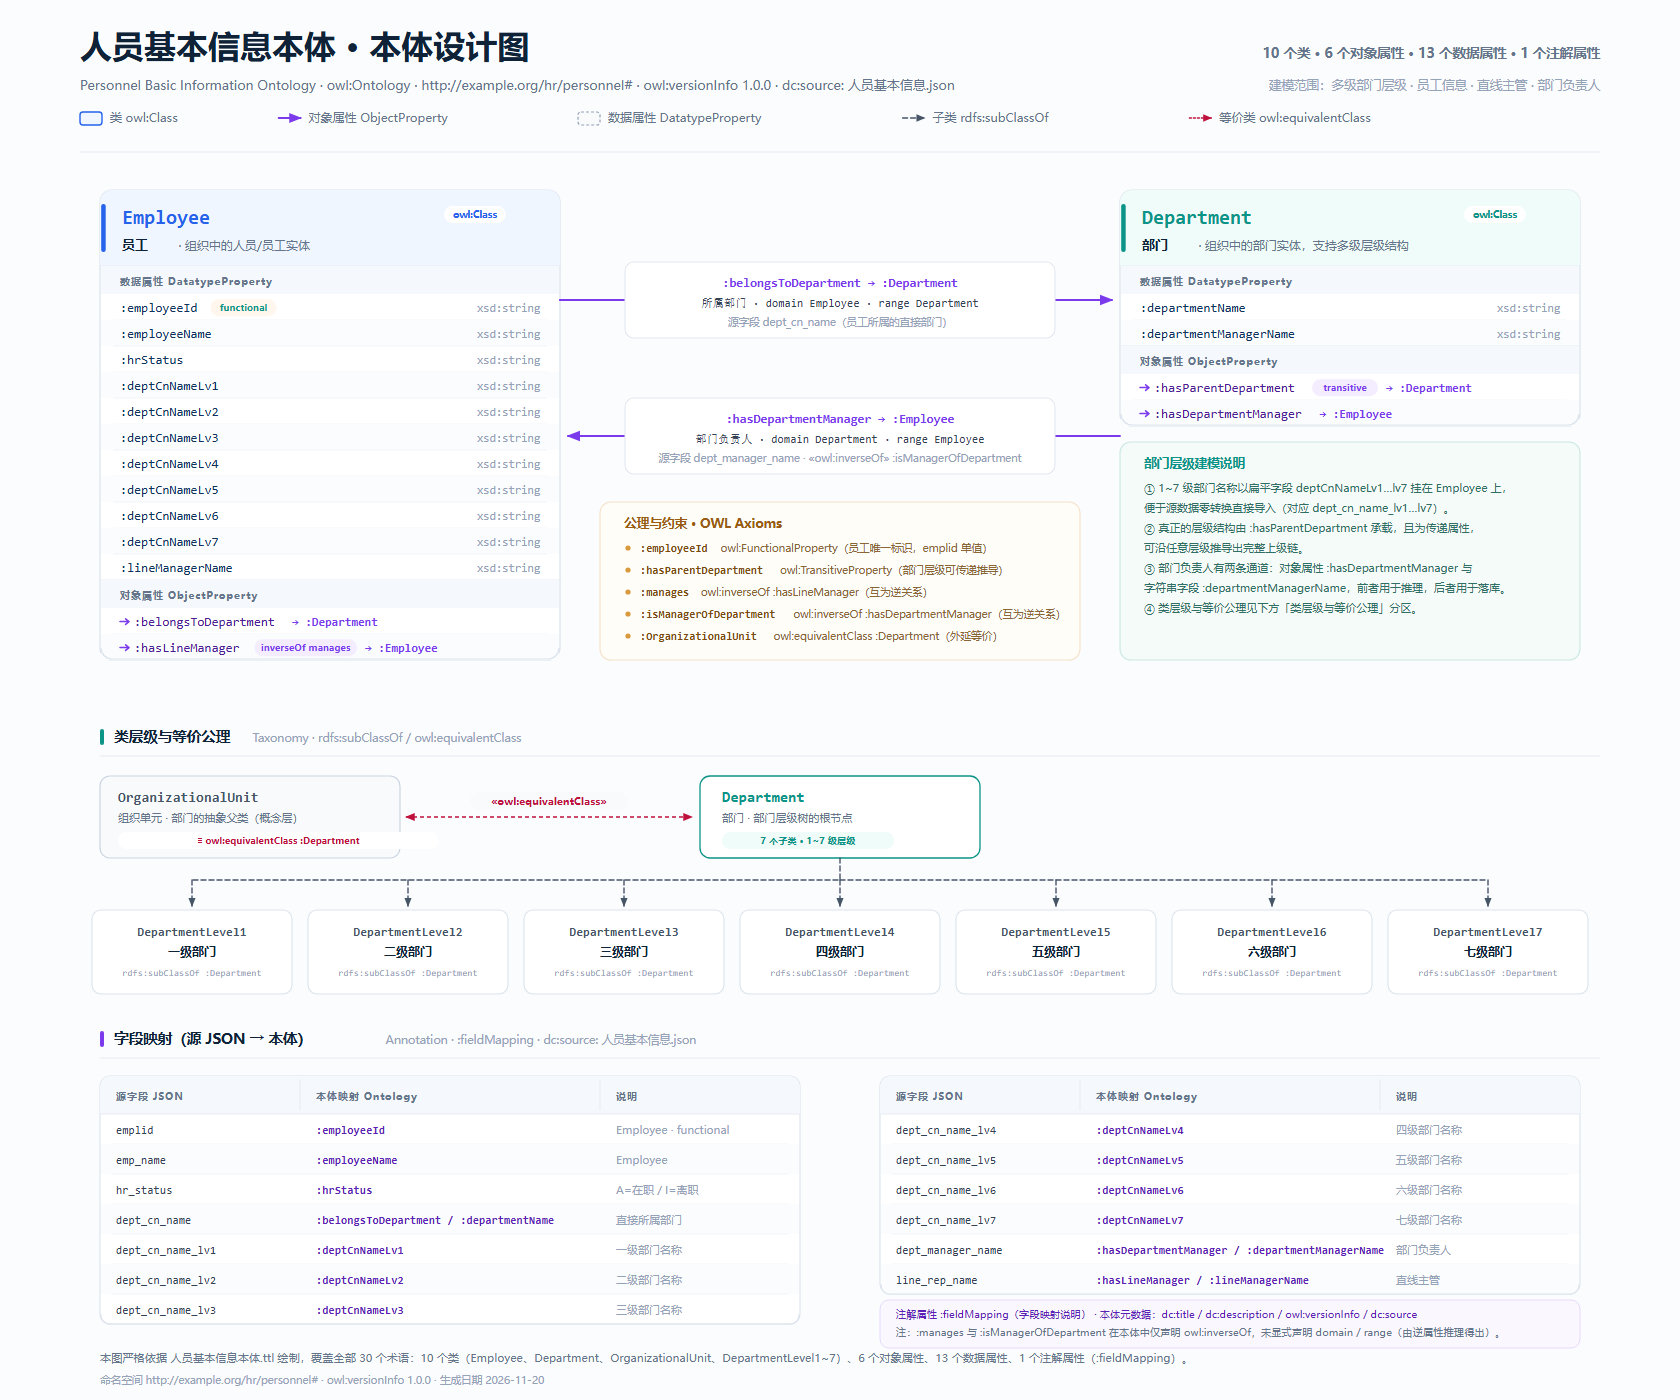 人员基本信息本体 • 本体设计图
10 个类 • 6 个对象属性 • 13 个数据属性 • 1 个注解属性
Personnel Basic Information Ontology · owl:Ontology · http://example.org/hr/personnel# · owl:versionInfo 1.0.0 · dc:source: 人员基本信息.json
建模范围：多级部门层级 · 员工信息 · 直线主管 · 部门负责人
类 owl:Class
对象属性 ObjectProperty
数据属性 DatatypeProperty
子类 rdfs:subClassOf
等价类 owl:equivalentClass
Employee
owl:Class
员工 · 组织中的人员/员工实体
数据属性 DatatypeProperty
:employeeId functional xsd:string
:employeeName xsd:string
:hrStatus xsd:string
:deptCnNameLv1 xsd:string
:deptCnNameLv2 xsd:string
:deptCnNameLv3 xsd:string
:deptCnNameLv4 xsd:string
:deptCnNameLv5 xsd:string
:deptCnNameLv6 xsd:string
:deptCnNameLv7 xsd:string
:lineManagerName xsd:string
对象属性 ObjectProperty
➔ :belongsToDepartment → :Department
➔ :hasLineManager inverseOf manages → :Employee
:belongsToDepartment → :Department
所属部门 · domain Employee · range Department
源字段 dept_cn_name（员工所属的直接部门）
:hasDepartmentManager → :Employee
部门负责人 · domain Department · range Employee
源字段 dept_manager_name · «owl:inverseOf» :isManagerOfDepartment
公理与约束 • OWL Axioms
• :employeeId owl:FunctionalProperty（员工唯一标识，emplid 单值）
• :hasParentDepartment owl:TransitiveProperty（部门层级可传递推导）
• :manages owl:inverseOf :hasLineManager（互为逆关系）
• :isManagerOfDepartment owl:inverseOf :hasDepartmentManager（互为逆关系）
• :OrganizationalUnit owl:equivalentClass :Department（外延等价）
Department
owl:Class
部门 · 组织中的部门实体，支持多级层级结构
数据属性 DatatypeProperty
:departmentName xsd:string
:departmentManagerName xsd:string
对象属性 ObjectProperty
➔ :hasParentDepartment transitive → :Department
➔ :hasDepartmentManager → :Employee
部门层级建模说明
① 1~7 级部门名称以扁平字段 deptCnNameLv1...lv7 挂在 Employee 上，
便于源数据零转换直接导入（对应 dept_cn_name_lv1...lv7）。
② 真正的层级结构由 :hasParentDepartment 承载，且为传递属性，
可沿任意层级推导出完整上级链。
③ 部门负责人有两条通道：对象属性 :hasDepartmentManager 与
字符串字段 :departmentManagerName，前者用于推理，后者用于落库。
④ 类层级与等价公理见下方「类层级与等价公理」分区。
类层级与等价公理 Taxonomy · rdfs:subClassOf / owl:equivalentClass
OrganizationalUnit
组织单元 · 部门的抽象父类（概念层）
≡ owl:equivalentClass :Department
«owl:equivalentClass»
Department
部门 · 部门层级树的根节点
7 个子类 • 1~7 级层级
DepartmentLevel1
一级部门
rdfs:subClassOf :Department
DepartmentLevel2
二级部门
rdfs:subClassOf :Department
DepartmentLevel3
三级部门
rdfs:subClassOf :Department
DepartmentLevel4
四级部门
rdfs:subClassOf :Department
DepartmentLevel5
五级部门
rdfs:subClassOf :Department
DepartmentLevel6
六级部门
rdfs:subClassOf :Department
DepartmentLevel7
七级部门
rdfs:subClassOf :Department
字段映射（源 JSON → 本体） Annotation · :fieldMapping · dc:source: 人员基本信息.json
源字段 JSON 本体映射 Ontology 说明
emplid :employeeId Employee · functional
emp_name :employeeName Employee
hr_status :hrStatus A=在职 / I=离职
dept_cn_name :belongsToDepartment / :departmentName 直接所属部门
dept_cn_name_lv1 :deptCnNameLv1 一级部门名称
dept_cn_name_lv2 :deptCnNameLv2 二级部门名称
dept_cn_name_lv3 :deptCnNameLv3 三级部门名称
源字段 JSON 本体映射 Ontology 说明
dept_cn_name_lv4 :deptCnNameLv4 四级部门名称
dept_cn_name_lv5 :deptCnNameLv5 五级部门名称
dept_cn_name_lv6 :deptCnNameLv6 六级部门名称
dept_cn_name_lv7 :deptCnNameLv7 七级部门名称
dept_manager_name :hasDepartmentManager / :departmentManagerName 部门负责人
line_rep_name :hasLineManager / :lineManagerName 直线主管
注解属性 :fieldMapping（字段映射说明） · 本体元数据：dc:title / dc:description / owl:versionInfo / dc:source
注：:manages 与 :isManagerOfDepartment 在本体中仅声明 owl:inverseOf，未显式声明 domain / range（由逆属性推理得出）。
本图严格依据 人员基本信息本体.ttl 绘制，覆盖全部 30 个术语：10 个类（Employee、Department、OrganizationalUnit、DepartmentLevel1~7）、6 个对象属性、13 个数据属性、1 个注解属性（:fieldMapping）。
命名空间 http://example.org/hr/personnel# · owl:versionInfo 1.0.0 · 生成日期 2026-11-20